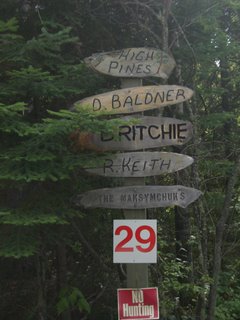 HIGH
PINES
D. BALDNER
D. RITCHIE
R. KEITH
THE MAKSYMCHUK'S
29
No
Hunting